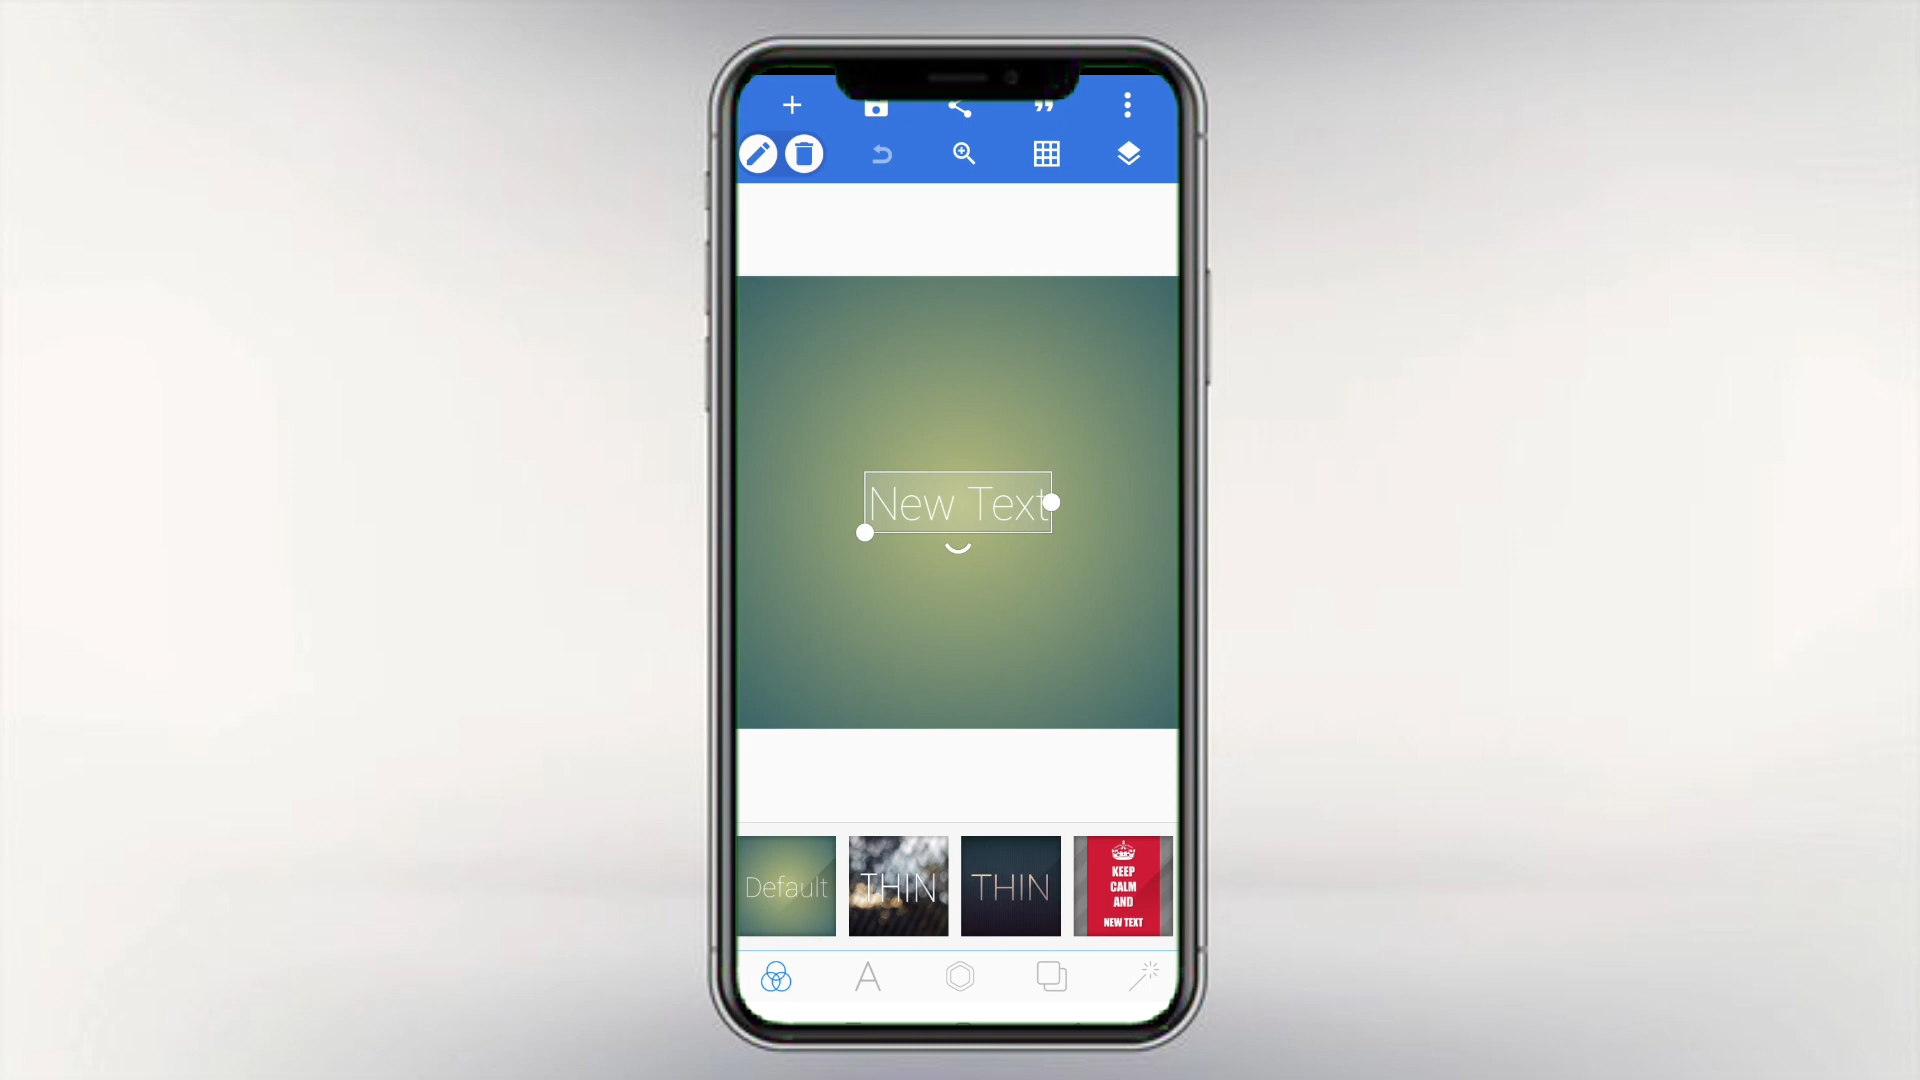 New Text
Default
THIN
THIN
KEEP
CALM
AND
NEW TEXT